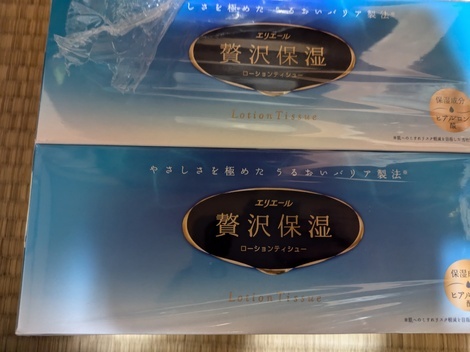 しさを極めた うるおいバリア製法®
エリエール
贅沢保湿
ローションティシュー
Lotion Tissue
保湿成分
ヒアルロン
やさしさを極めた うるおいバリア製法®
エリエール
贅沢保湿
ローションティシュー
Lotion Tissue
保湿
ヒアル